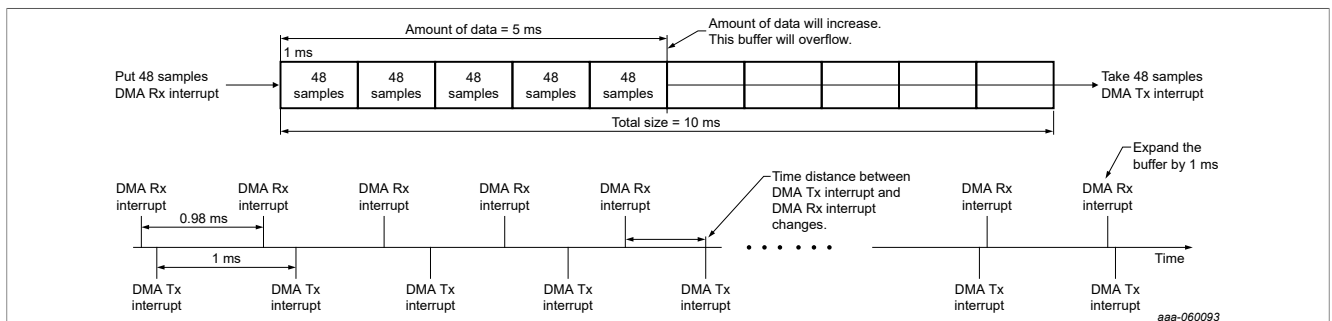 Amount of data = 5 ms
Amount of data will increase.
This buffer will overflow.
1 ms
Put 48 samples
DMA Rx interrupt
48
samples
48
samples
48
samples
48
samples
48
samples
Take 48 samples
DMA Tx interrupt
Total size = 10 ms
Expand the
buffer by 1 ms
DMA Rx
interrupt
DMA Rx
interrupt
DMA Rx
interrupt
DMA Rx
interrupt
DMA Rx
interrupt
Time distance between
DMA Tx interrupt and
DMA Rx interrupt
changes.
DMA Rx
interrupt
DMA Rx
interrupt
0.98 ms
1 ms
Time
DMA Tx
interrupt
DMA Tx
interrupt
DMA Tx
interrupt
DMA Tx
interrupt
DMA Tx
interrupt
DMA Tx
interrupt
DMA Tx
interrupt
aaa-060093